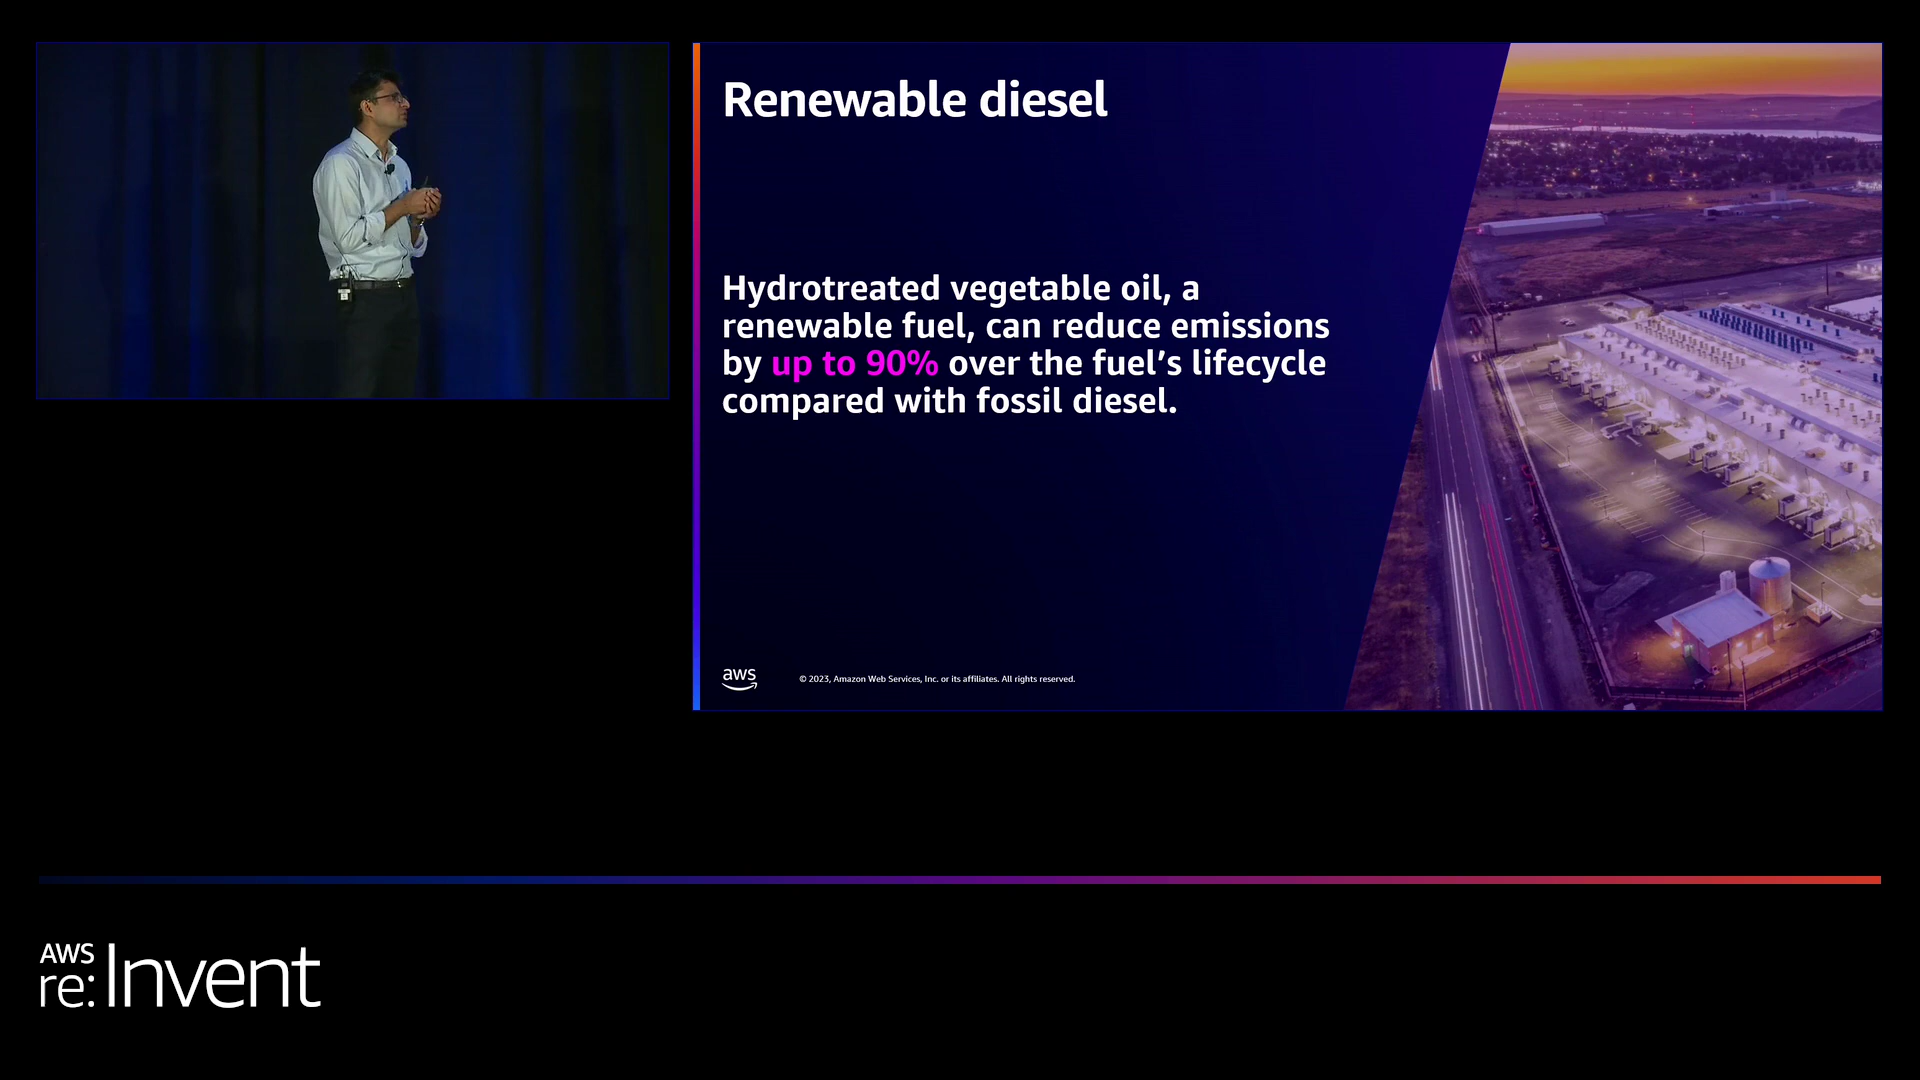 Renewable diesel
Hydrotreated vegetable oil, a
renewable fuel, can reduce emissions
by up to 90% over the fuel’s lifecycle
compared with fossil diesel.
aws
© 2023, Amazon Web Services, Inc. or its affiliates. All rights reserved.
AWS
re:Invent